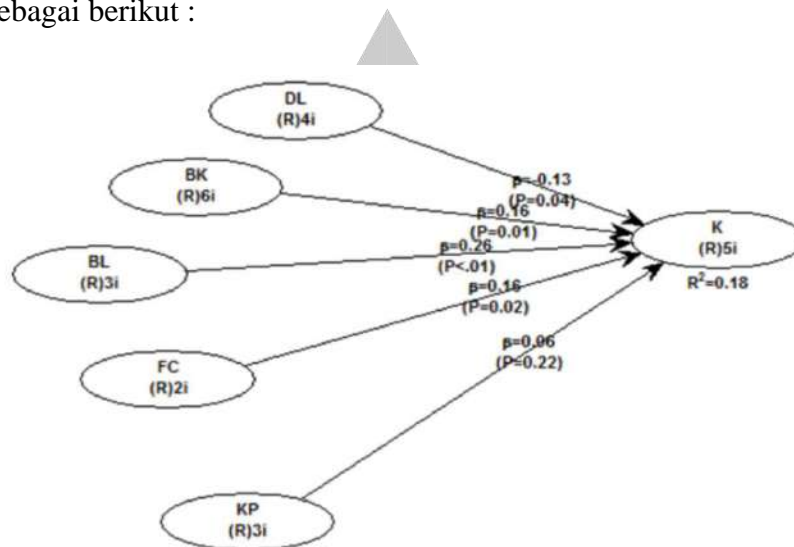 sebagai berikut :
DL
(R)4i
β=-0.13
(P=0.04)
BK
(R)6i
β=0.16
(P=0.01)
K
(R)5i
R²=0.18
BL
(R)3i
β=0.26
(P<.01)
FC
(R)2i
β=0.16
(P=0.02)
β=0.06
(P=0.22)
KP
(R)3i